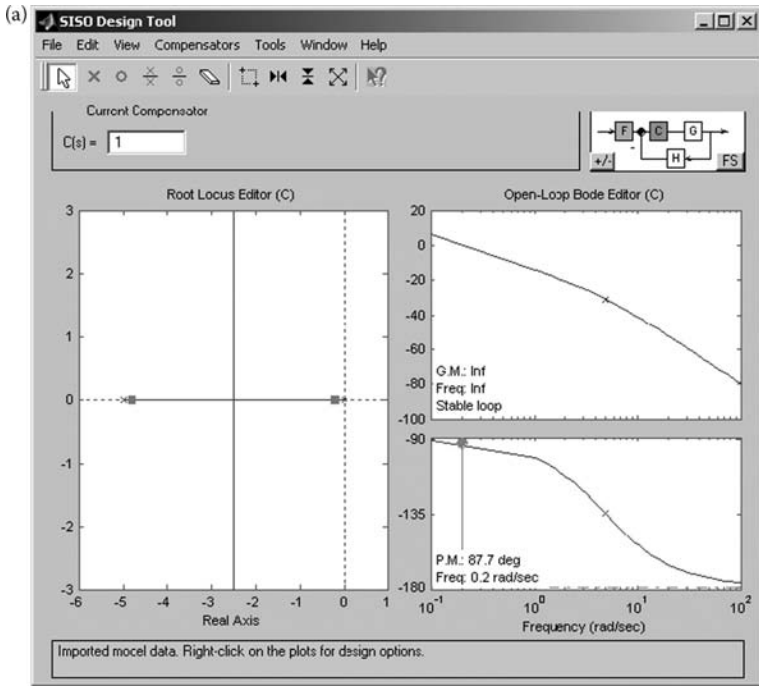 (a)
SISO Design Tool
File Edit View Compensators Tools Window Help
Current Compensator
C(s) = 1
F C G
H
+/-
FS
Root Locus Editor (C)
3
2
1
0
-1
-2
-3
-6 -5 -4 -3 -2 -1 0 1
Real Axis
Open-Loop Bode Editor (C)
20
0
-20
-40
-60
-80
-100
G.M.: Inf
Freq: Inf
Stable loop
-90
-135
-180
P.M.: 87.7 deg
Freq: 0.2 rad/sec
10^-1 10^0 10^1 10^2
Frequency (rad/sec)
Imported mocel data. Right-click on the plots for design options.